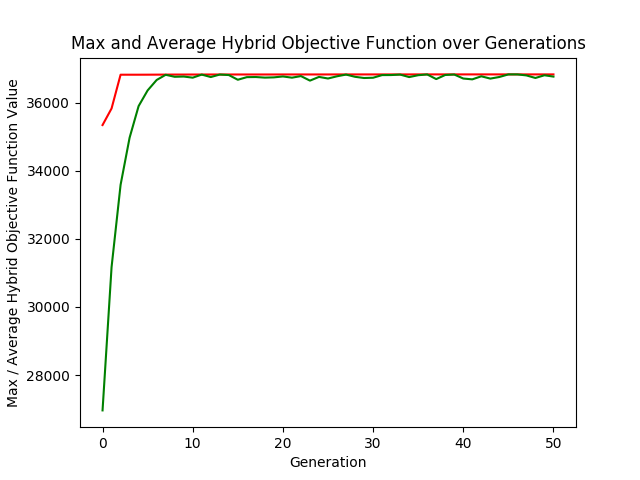 Max and Average Hybrid Objective Function over Generations
Max / Average Hybrid Objective Function Value
36000
34000
32000
30000
28000
0 10 20 30 40 50
Generation